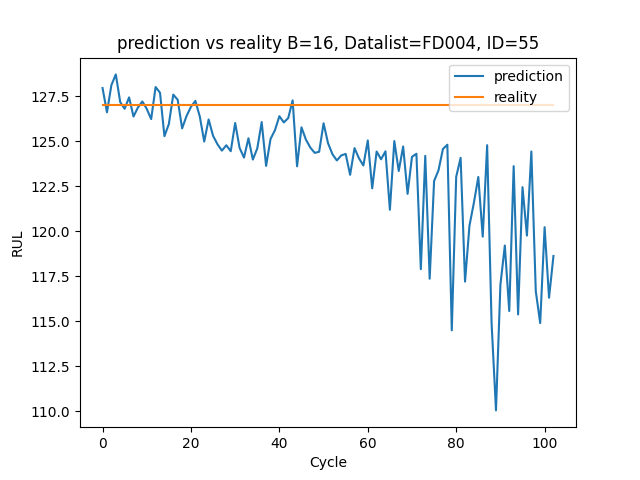 prediction vs reality B=16, Datalist=FD004, ID=55
prediction
reality
127.5
125.0
122.5
120.0
117.5
115.0
112.5
110.0
RUL
0 20 40 60 80 100
Cycle